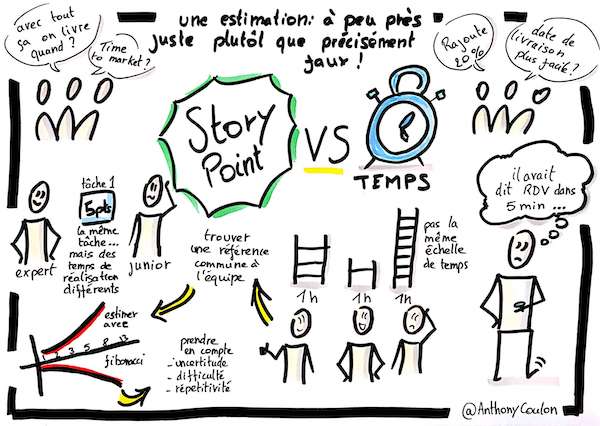 une estimation: à peu près
juste plutôt que précisément
faux!
avec tout
ça on livre
quand?
Time
to market?
Rajoute
20%
date de
livraison
plus facile?
Story
Point
VS
TEMPS
tâche 1
5pts
la même
tâche...
mais des
temps de
réalisation
différents
expert
junior
trouver
une référence
commune à
l'équipe
1h
1h
1h
pas la
même
échelle
de temps
il avait
dit RDV dans
5 min ...
estimer
avec
1 2 3 5 8 13
fibonacci
prendre
en compte
- incertitude
- difficulté
- répétitivité
@AnthonyCoulon